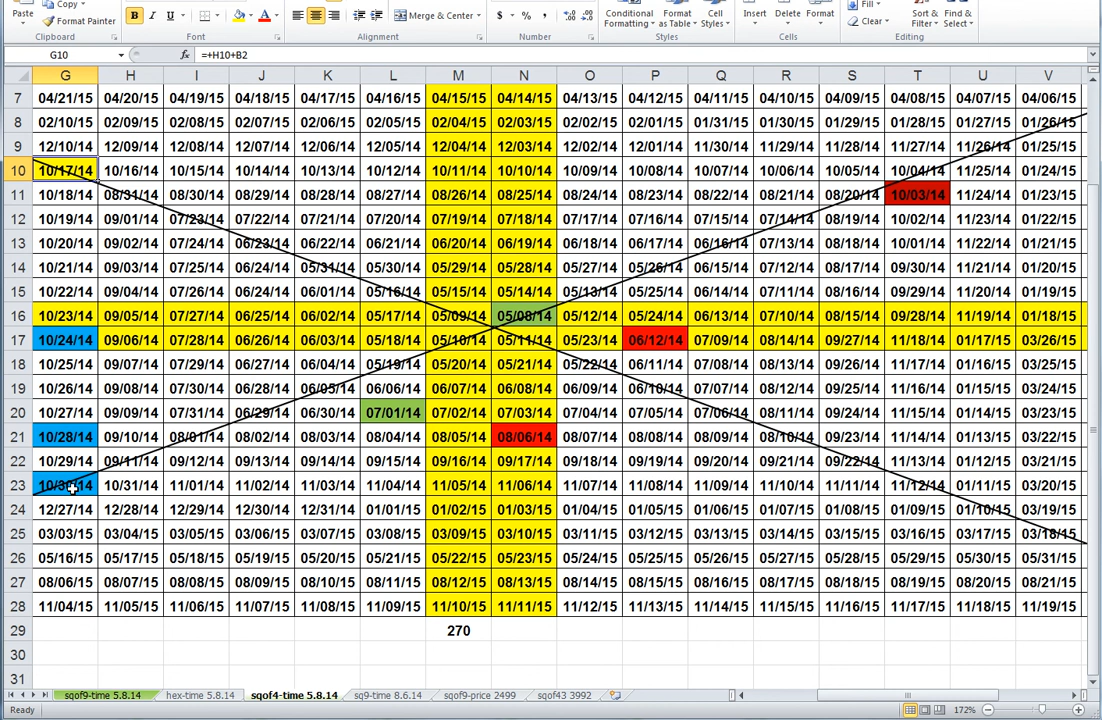 Paste Copy Format Painter B I U A Merge & Center $ % , .0 .00 .00 .0 Conditional Formatting Format as Table Cell Styles Insert Delete Format Fill Clear Sort & Filter Find & Select
Clipboard Font Alignment Number Styles Cells Editing
G10 fx =+H10+B2
G H I J K L M N O P Q R S T U V
7 04/21/15 04/20/15 04/19/15 04/18/15 04/17/15 04/16/15 04/15/15 04/14/15 04/13/15 04/12/15 04/11/15 04/10/15 04/09/15 04/08/15 04/07/15 04/06/15
8 02/10/15 02/09/15 02/08/15 02/07/15 02/06/15 02/05/15 02/04/15 02/03/15 02/02/15 02/01/15 01/31/15 01/30/15 01/29/15 01/28/15 01/27/15 01/26/15
9 12/10/14 12/09/14 12/08/14 12/07/14 12/06/14 12/05/14 12/04/14 12/03/14 12/02/14 12/01/14 11/30/14 11/29/14 11/28/14 11/27/14 11/26/14 01/25/15
10 10/17/14 10/16/14 10/15/14 10/14/14 10/13/14 10/12/14 10/11/14 10/10/14 10/09/14 10/08/14 10/07/14 10/06/14 10/05/14 10/04/14 11/25/14 01/24/15
11 10/18/14 08/31/14 08/30/14 08/29/14 08/28/14 08/27/14 08/26/14 08/25/14 08/24/14 08/23/14 08/22/14 08/21/14 08/20/14 10/03/14 11/24/14 01/23/15
12 10/19/14 09/01/14 07/23/14 07/22/14 07/21/14 07/20/14 07/19/14 07/18/14 07/17/14 07/16/14 07/15/14 07/14/14 08/19/14 10/02/14 11/23/14 01/22/15
13 10/20/14 09/02/14 07/24/14 06/23/14 06/22/14 06/21/14 06/20/14 06/19/14 06/18/14 06/17/14 06/16/14 07/13/14 08/18/14 10/01/14 11/22/14 01/21/15
14 10/21/14 09/03/14 07/25/14 06/24/14 05/31/14 05/30/14 05/29/14 05/28/14 05/27/14 05/26/14 06/15/14 07/12/14 08/17/14 09/30/14 11/21/14 01/20/15
15 10/22/14 09/04/14 07/26/14 06/24/14 06/01/14 05/16/14 05/15/14 05/14/14 05/13/14 05/25/14 06/14/14 07/11/14 08/16/14 09/29/14 11/20/14 01/19/15
16 10/23/14 09/05/14 07/27/14 06/25/14 06/02/14 05/17/14 05/09/14 05/08/14 05/12/14 05/24/14 06/13/14 07/10/14 08/15/14 09/28/14 11/19/14 01/18/15
17 10/24/14 09/06/14 07/28/14 06/26/14 06/03/14 05/18/14 05/10/14 05/11/14 05/23/14 06/12/14 07/09/14 08/14/14 09/27/14 11/18/14 01/17/15 03/26/15
18 10/25/14 09/07/14 07/29/14 06/27/14 06/04/14 05/19/14 05/20/14 05/21/14 05/22/14 06/11/14 07/08/14 08/13/14 09/26/14 11/17/14 01/16/15 03/25/15
19 10/26/14 09/08/14 07/30/14 06/28/14 06/05/14 06/06/14 06/07/14 06/08/14 06/09/14 06/10/14 07/07/14 08/12/14 09/25/14 11/16/14 01/15/15 03/24/15
20 10/27/14 09/09/14 07/31/14 06/29/14 06/30/14 07/01/14 07/02/14 07/03/14 07/04/14 07/05/14 07/06/14 08/11/14 09/24/14 11/15/14 01/14/15 03/23/15
21 10/28/14 09/10/14 08/01/14 08/02/14 08/03/14 08/04/14 08/05/14 08/06/14 08/07/14 08/08/14 08/09/14 08/10/14 09/23/14 11/14/14 01/13/15 03/22/15
22 10/29/14 09/11/14 09/12/14 09/13/14 09/14/14 09/15/14 09/16/14 09/17/14 09/18/14 09/19/14 09/20/14 09/21/14 09/22/14 11/13/14 01/12/15 03/21/15
23 10/30/14 10/31/14 11/01/14 11/02/14 11/03/14 11/04/14 11/05/14 11/06/14 11/07/14 11/08/14 11/09/14 11/10/14 11/11/14 11/12/14 01/11/15 03/20/15
24 12/27/14 12/28/14 12/29/14 12/30/14 12/31/14 01/01/15 01/02/15 01/03/15 01/04/15 01/05/15 01/06/15 01/07/15 01/08/15 01/09/15 01/10/15 03/19/15
25 03/03/15 03/04/15 03/05/15 03/06/15 03/07/15 03/08/15 03/09/15 03/10/15 03/11/15 03/12/15 03/13/15 03/14/15 03/15/15 03/16/15 03/17/15 03/18/15
26 05/16/15 05/17/15 05/18/15 05/19/15 05/20/15 05/21/15 05/22/15 05/23/15 05/24/15 05/25/15 05/26/15 05/27/15 05/28/15 05/29/15 05/30/15 05/31/15
27 08/06/15 08/07/15 08/08/15 08/09/15 08/10/15 08/11/15 08/12/15 08/13/15 08/14/15 08/15/15 08/16/15 08/17/15 08/18/15 08/19/15 08/20/15 08/21/15
28 11/04/15 11/05/15 11/06/15 11/07/15 11/08/15 11/09/15 11/10/15 11/11/15 11/12/15 11/13/15 11/14/15 11/15/15 11/16/15 11/17/15 11/18/15 11/19/15
29 270
30
31
sqof9-time 5.8.14 hex-time 5.8.14 sqof4-time 5.8.14 sq9-time 8.6.14 sqof9-price 2499 sqof43 3992
Ready 172%